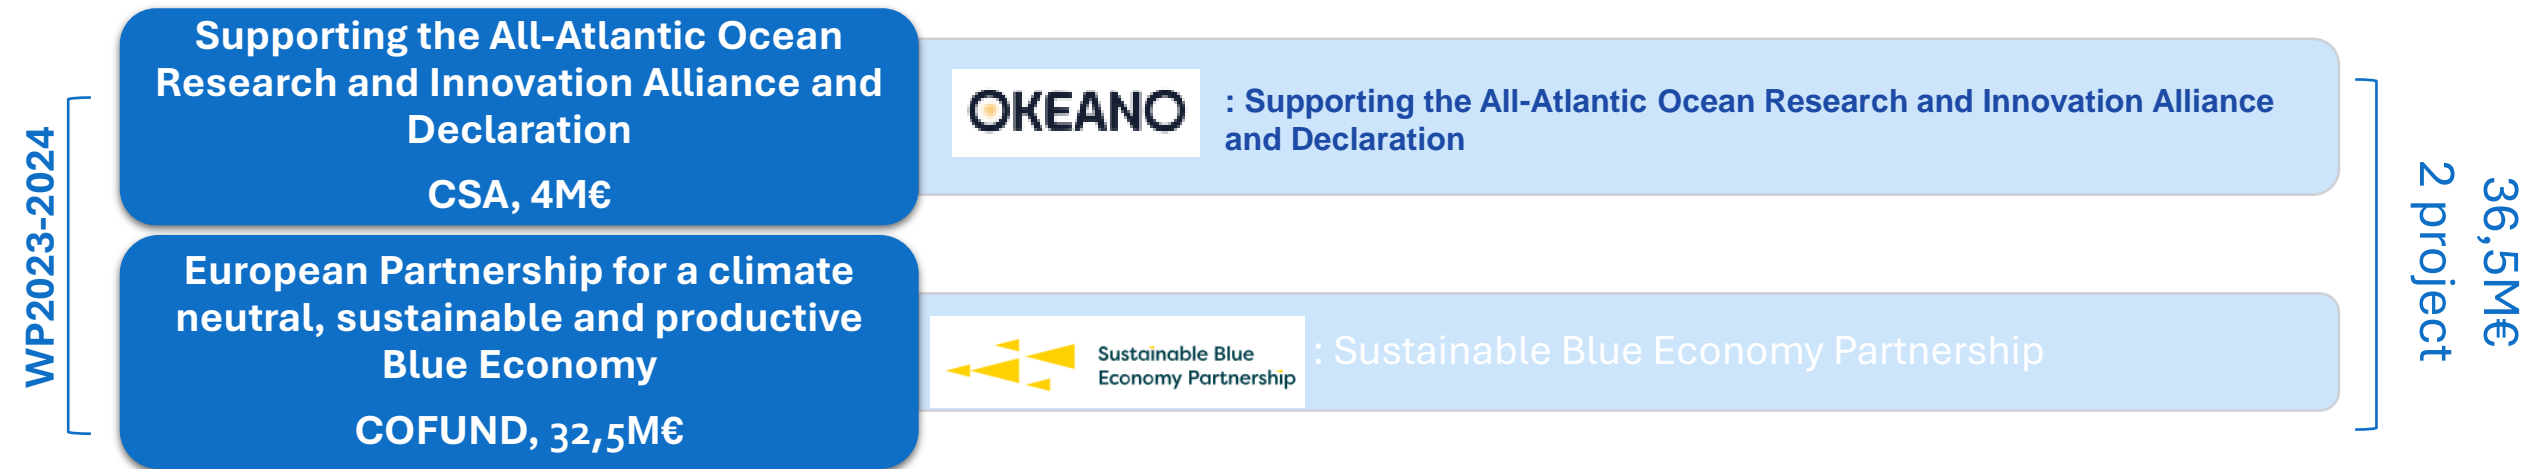 WP2023-2024
Supporting the All-Atlantic Ocean
Research and Innovation Alliance and
Declaration
CSA, 4M€
OKEANO
: Supporting the All-Atlantic Ocean Research and Innovation Alliance
and Declaration
European Partnership for a climate
neutral, sustainable and productive
Blue Economy
COFUND, 32,5M€
Sustainable Blue
Economy Partnership
: Sustainable Blue Economy Partnership
36,5M€
2 project